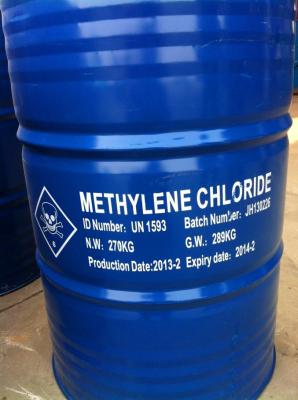 METHYLENE CHLORIDE
ID Number: UN 1593 Batch Number: JH130226
N.W: 270KG G.W: 289KG
Production Date:2013-2 Expiry date: 2014-2
6